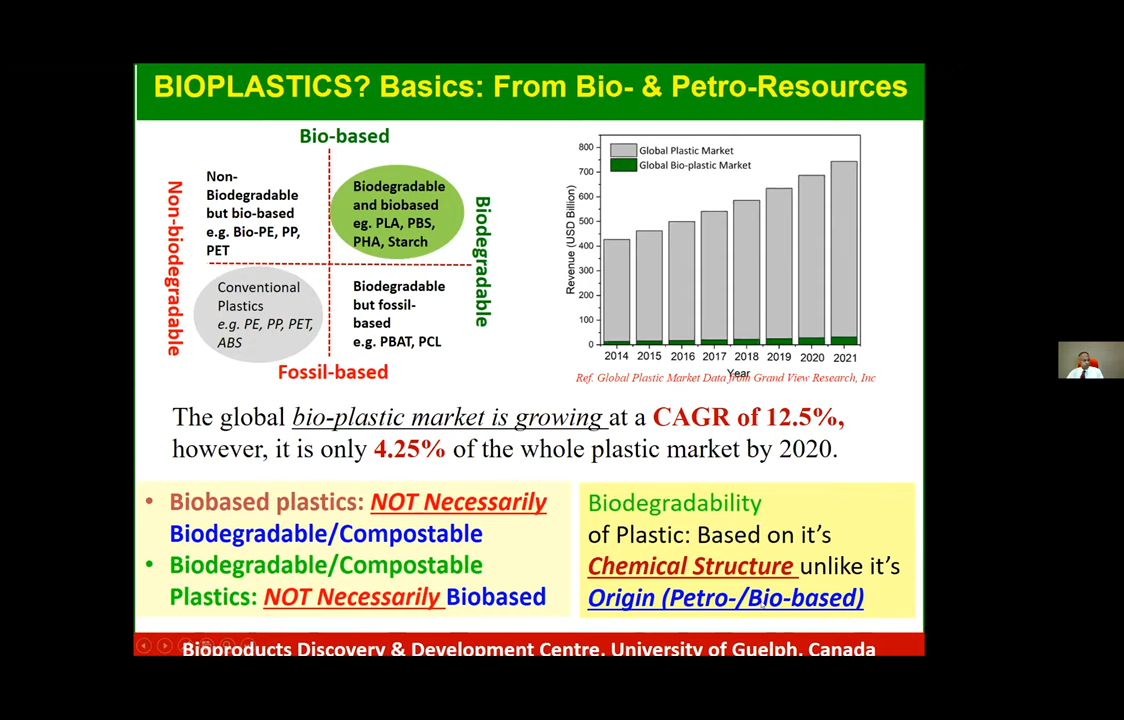 BIOPLASTICS? Basics: From Bio- & Petro-Resources
Bio-based
Non-biodegradable
Non-
Biodegradable
but bio-based
e.g. Bio-PE, PP,
PET
Biodegradable
and biobased
eg. PLA, PBS,
PHA, Starch
Biodegradable
Conventional
Plastics
e.g. PE, PP, PET,
ABS
Biodegradable
but fossil-
based
e.g. PBAT, PCL
Fossil-based
Revenue (USD Billion)
800
700
600
500
400
300
200
100
0
Global Plastic Market
Global Bio-plastic Market
2014 2015 2016 2017 2018 2019 2020 2021
Year
Ref. Global Plastic Market Data from Grand View Research, Inc
The global bio-plastic market is growing at a CAGR of 12.5%,
however, it is only 4.25% of the whole plastic market by 2020.
• Biobased plastics: NOT Necessarily
Biodegradable/Compostable
• Biodegradable/Compostable
Plastics: NOT Necessarily Biobased
Biodegradability
of Plastic: Based on it’s
Chemical Structure unlike it’s
Origin (Petro-/Bio-based)
Bioproducts Discovery & Development Centre, University of Guelph, Canada